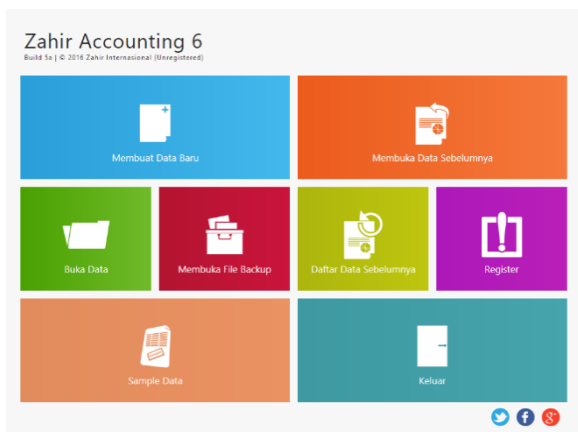 Zahir Accounting 6
Build 5a | © 2016 Zahir Internasional (Unregistered)
Membuat Data Baru
Membuka Data Sebelumnya
Buka Data
Membuka File Backup
Daftar Data Sebelumnya
Register
Sample Data
Keluar